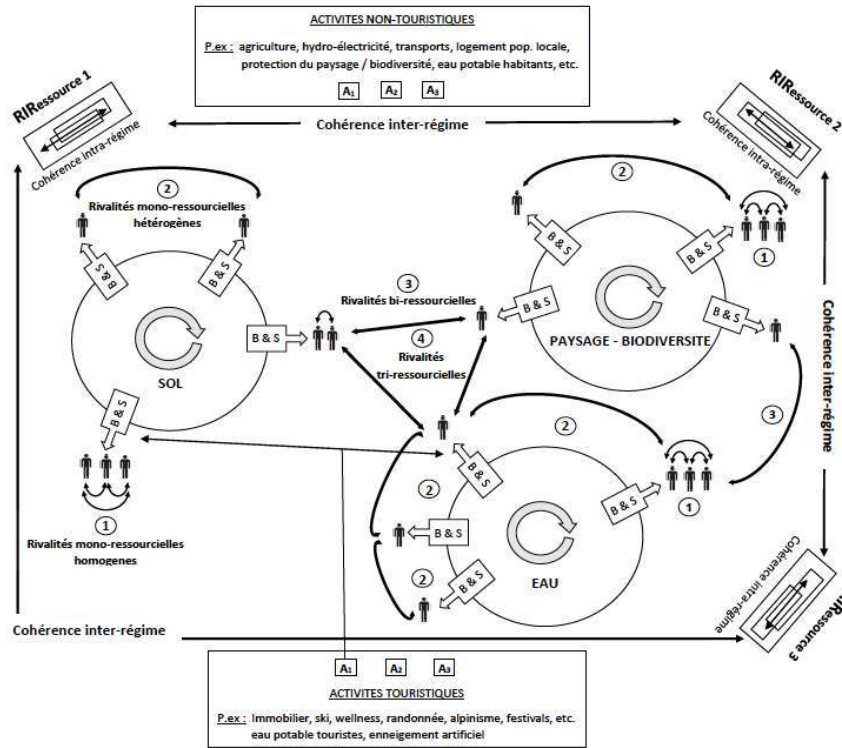 ACTIVITES NON-TOURISTIQUES
P.ex : agriculture, hydro-électricité, transports, logement pop. locale,
protection du paysage / biodiversité, eau potable habitants, etc.
A1 A2 A3
RIRessource 1
Cohérence intra-régime
Cohérence inter-régime
RIRessource 2
Cohérence intra-régime
2
Rivalités mono-ressourcielles
hétérogènes
B & S
B & S
B & S
B & S
SOL
1
Rivalités mono-ressourcielles
homogenes
3
Rivalités bi-ressourcielles
4
Rivalités
tri-ressourcielles
2
1
B & S
B & S
B & S
B & S
PAYSAGE - BIODIVERSITE
Cohérence inter-régime
3
2
1
2
2
B & S
B & S
B & S
B & S
EAU
Cohérence intra-régime
RIRessource 3
Cohérence inter-régime
A1 A2 A3
ACTIVITES TOURISTIQUES
P.ex : Immobilier, ski, wellness, randonnée, alpinisme, festivals, etc.
eau potable touristes, enneigement artificiel